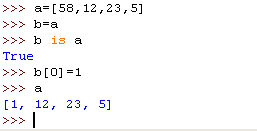 >>> a=[58,12,23,5]
>>> b=a
>>> b is a
True
>>> b[0]=1
>>> a
[1, 12, 23, 5]
>>>